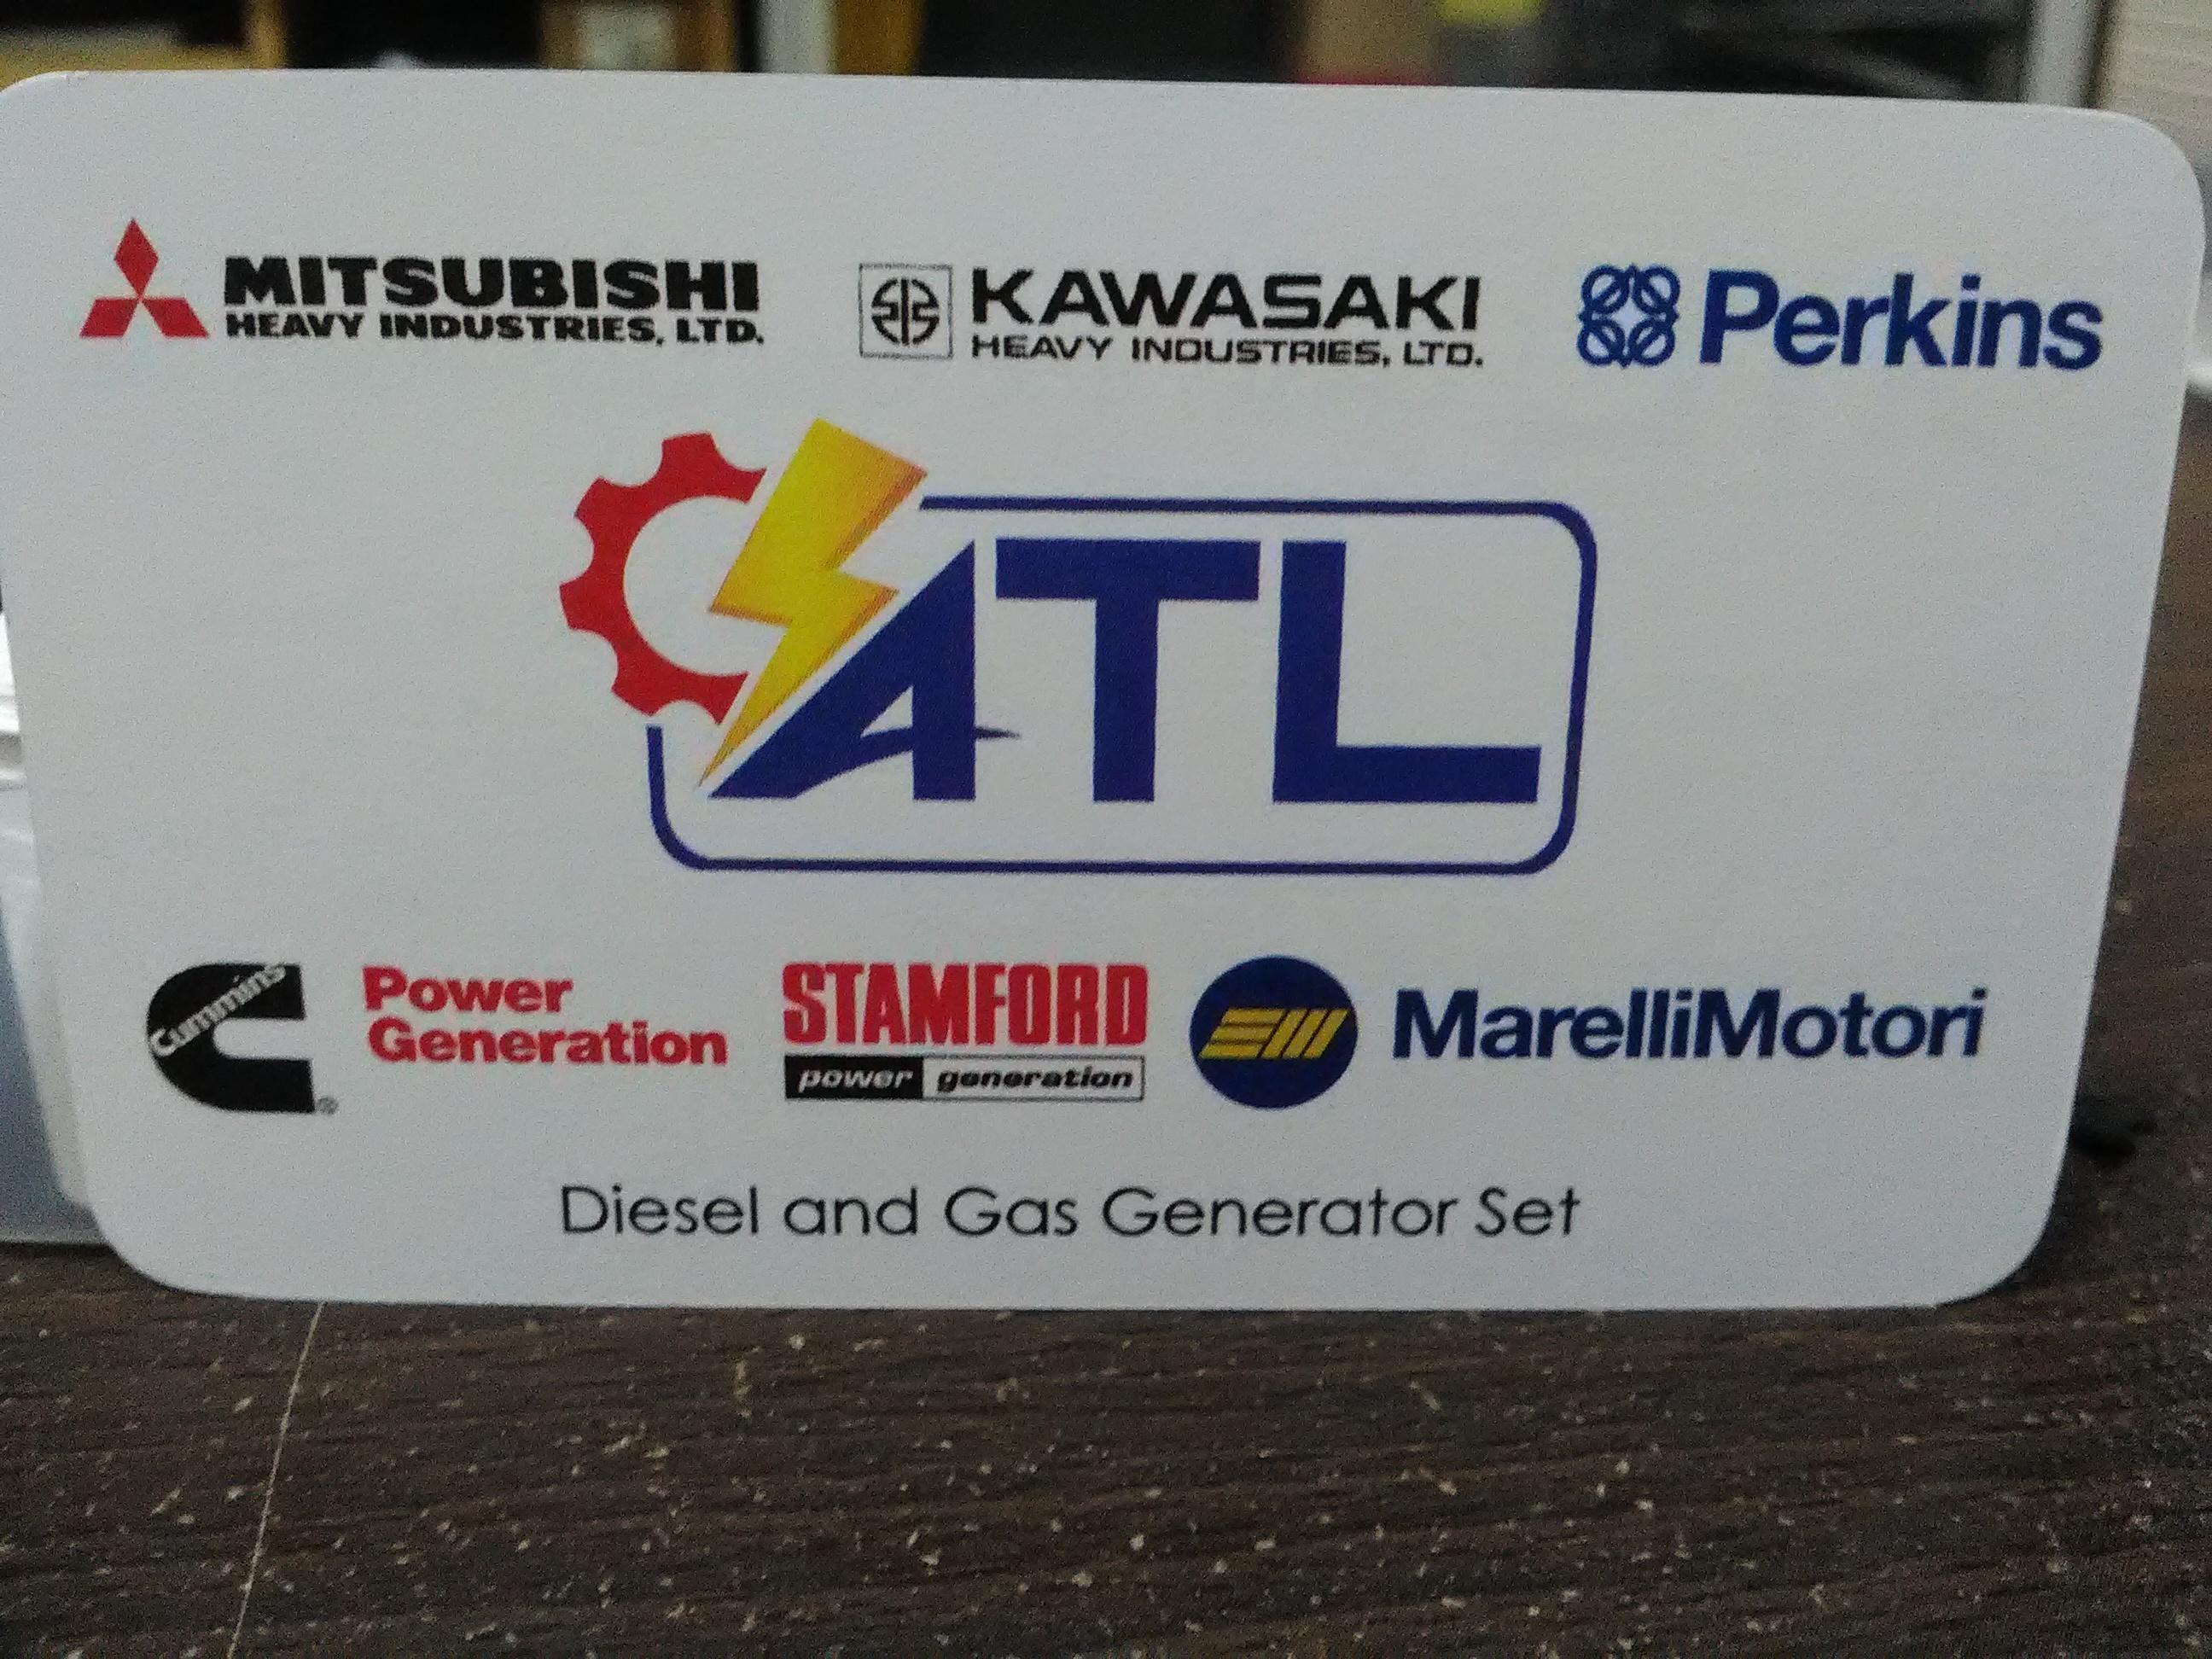 MITSUBISHI
HEAVY INDUSTRIES, LTD.
KAWASAKI
HEAVY INDUSTRIES, LTD.
Perkins
ATL
Cummins
Power
Generation
STAMFORD
power generation
MarelliMotori
Diesel and Gas Generator Set